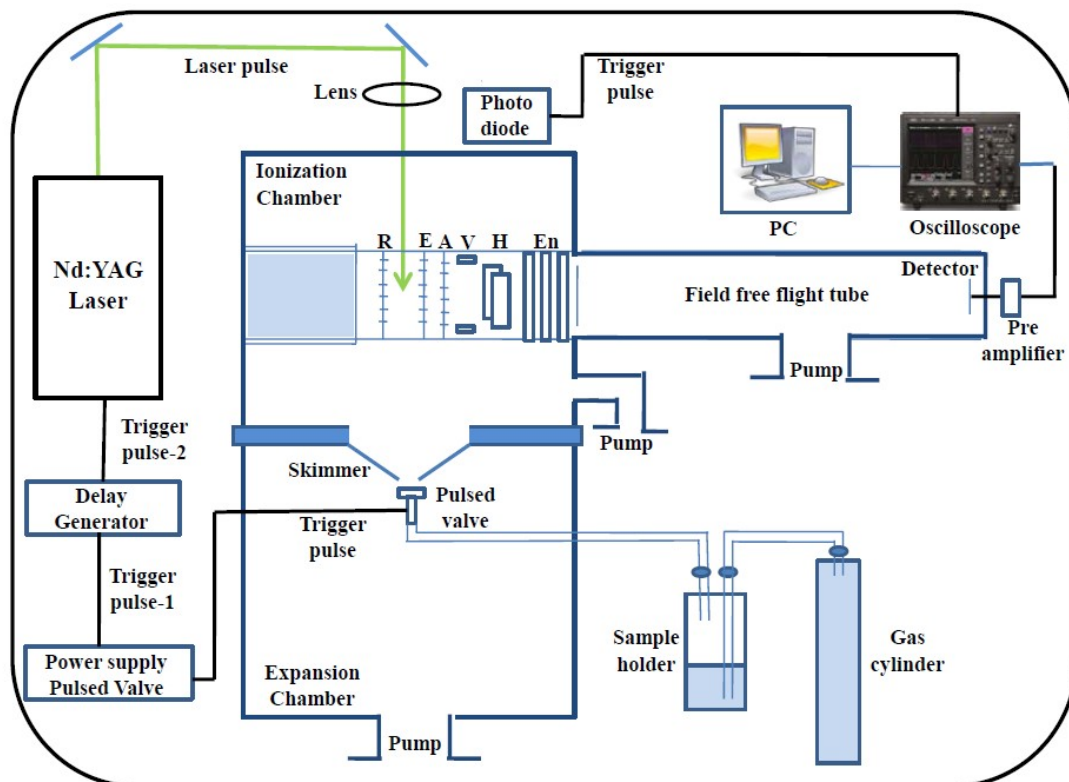 Laser pulse
Lens
Photo
diode
Trigger
pulse
PC
Oscilloscope
Ionization
Chamber
Nd:YAG
Laser
R E A V H En
Field free flight tube
Detector
Pre
amplifier
Pump
Pump
Trigger
pulse-2
Skimmer
Delay
Generator
Pulsed
valve
Trigger
pulse
Trigger
pulse-1
Power supply
Pulsed Valve
Expansion
Chamber
Pump
Sample
holder
Gas
cylinder